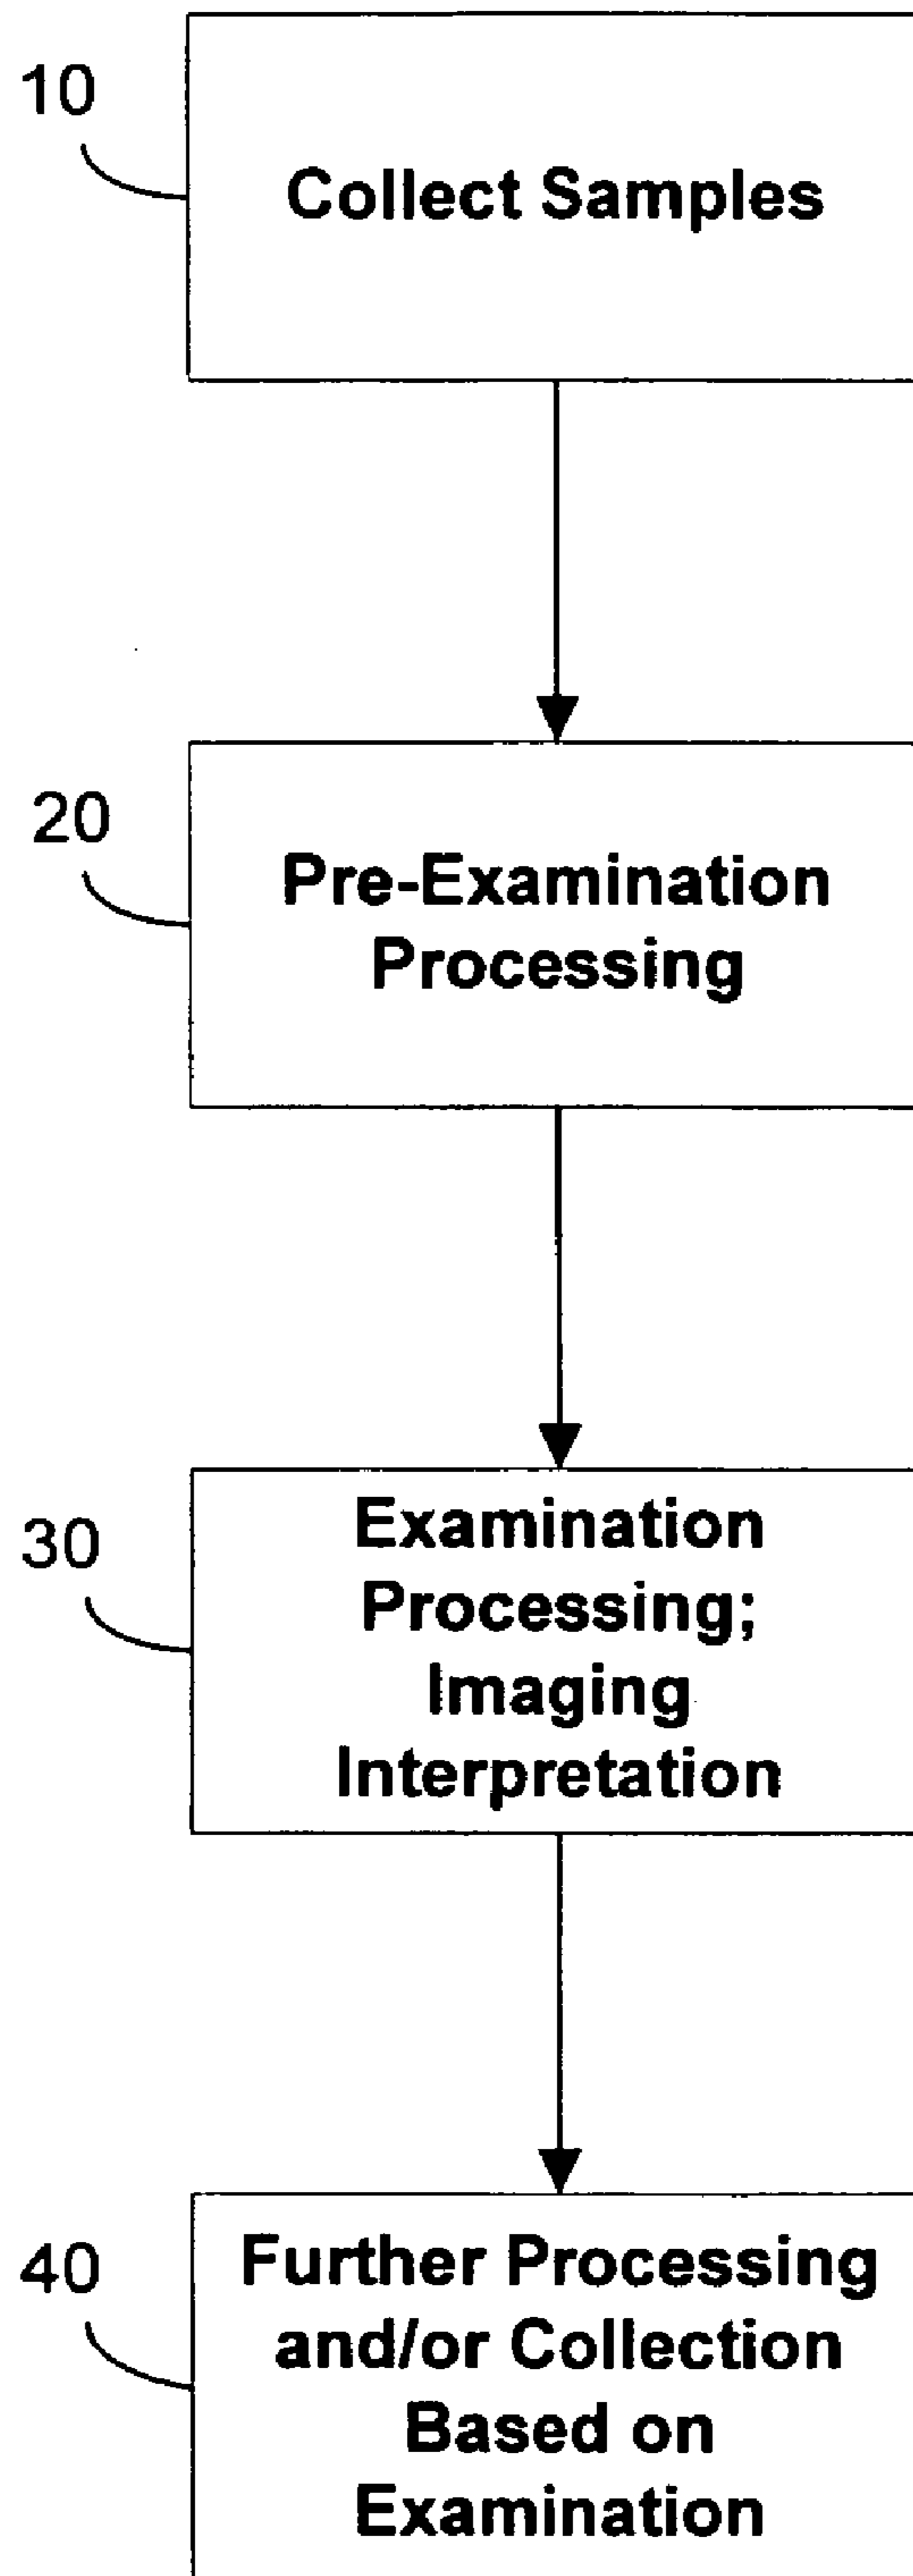 10
Collect Samples
20
Pre-Examination
Processing
30
Examination
Processing;
Imaging
Interpretation
40
Further Processing
and/or Collection
Based on
Examination